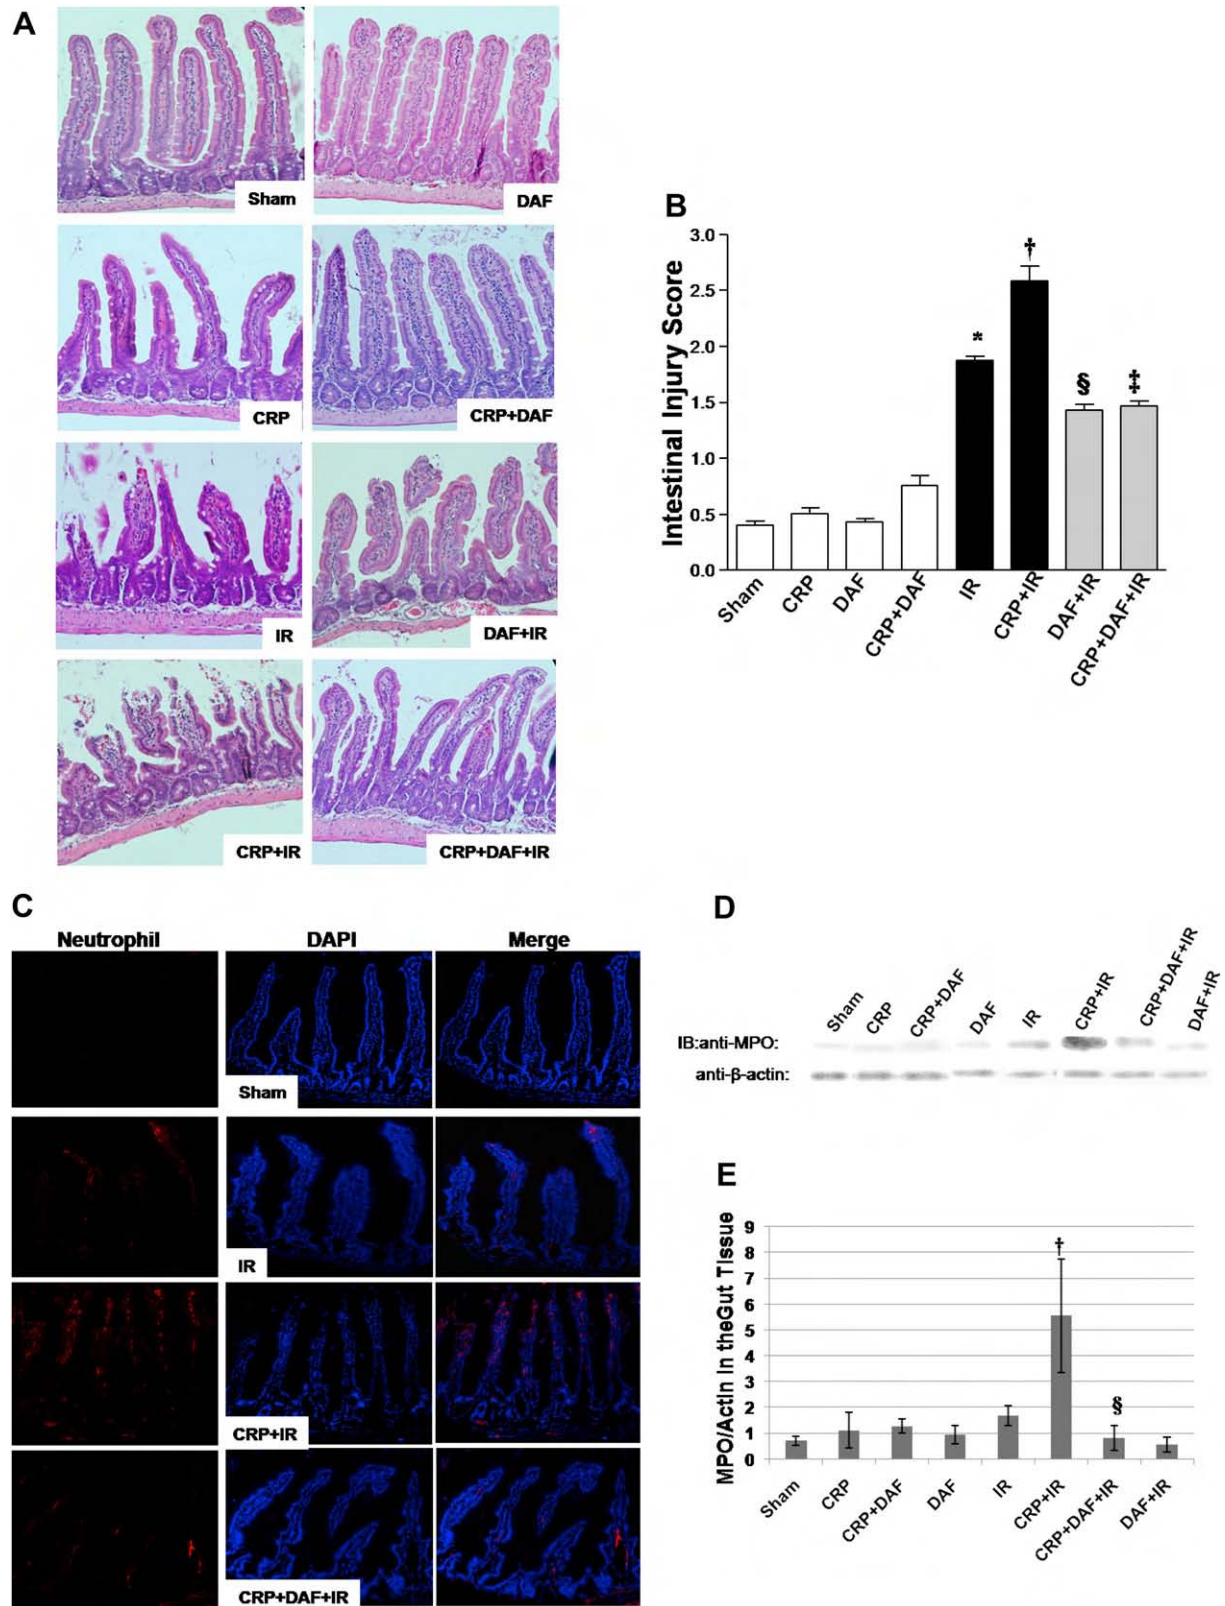 A
Sham
DAF
CRP
CRP+DAF
IR
DAF+IR
CRP+IR
CRP+DAF+IR
B
Intestinal Injury Score
3.0
2.5
2.0
1.5
1.0
0.5
0.0
*
†
§
‡
Sham
CRP
DAF
CRP+DAF
IR
CRP+IR
DAF+IR
CRP+DAF+IR
C
Neutrophil DAPI Merge
Sham
IR
CRP+IR
CRP+DAF+IR
D
Sham CRP CRP+DAF DAF IR CRP+IR CRP+DAF+IR DAF+IR
IB:anti-MPO:
anti-β-actin:
E
MPO/Actin in theGut Tissue
9
8
7
6
5
4
3
2
1
0
†
§
Sham
CRP
CRP+DAF
DAF
IR
CRP+IR
CRP+DAF+IR
DAF+IR